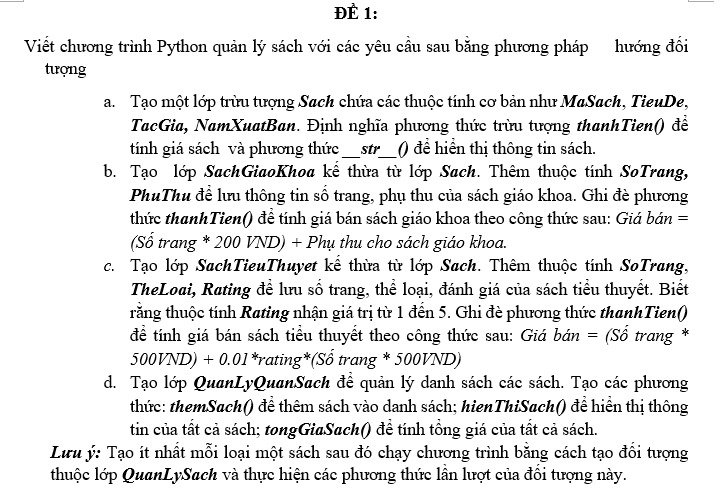 ĐỀ 1:
Viết chương trình Python quản lý sách với các yêu cầu sau bằng phương pháp hướng đối
tượng
a. Tạo một lớp trừu tượng Sach chứa các thuộc tính cơ bản như MaSach, TieuDe,
TacGia, NamXuatBan. Định nghĩa phương thức trừu tượng thanhTien() để
tính giá sách và phương thức __str__() để hiển thị thông tin sách.
b. Tạo lớp SachGiaoKhoa kế thừa từ lớp Sach. Thêm thuộc tính SoTrang,
PhuThu để lưu thông tin số trang, phụ thu của sách giáo khoa. Ghi đè phương
thức thanhTien() để tính giá bán sách giáo khoa theo công thức sau: Giá bán =
(Số trang * 200 VND) + Phụ thu cho sách giáo khoa.
c. Tạo lớp SachTieuThuyet kế thừa từ lớp Sach. Thêm thuộc tính SoTrang,
TheLoai, Rating để lưu số trang, thể loại, đánh giá của sách tiểu thuyết. Biết
rằng thuộc tính Rating nhận giá trị từ 1 đến 5. Ghi đè phương thức thanhTien()
để tính giá bán sách tiểu thuyết theo công thức sau: Giá bán = (Số trang *
500VND) + 0.01*rating*(Số trang * 500VND)
d. Tạo lớp QuanLyQuanSach để quản lý danh sách các sách. Tạo các phương
thức: themSach() để thêm sách vào danh sách; hienThiSach() để hiển thị thông
tin của tất cả sách; tongGiaSach() để tính tổng giá của tất cả sách.
Lưu ý: Tạo ít nhất mỗi loại một sách sau đó chạy chương trình bằng cách tạo đối tượng
thuộc lớp QuanLySach và thực hiện các phương thức lần lượt của đối tượng này.